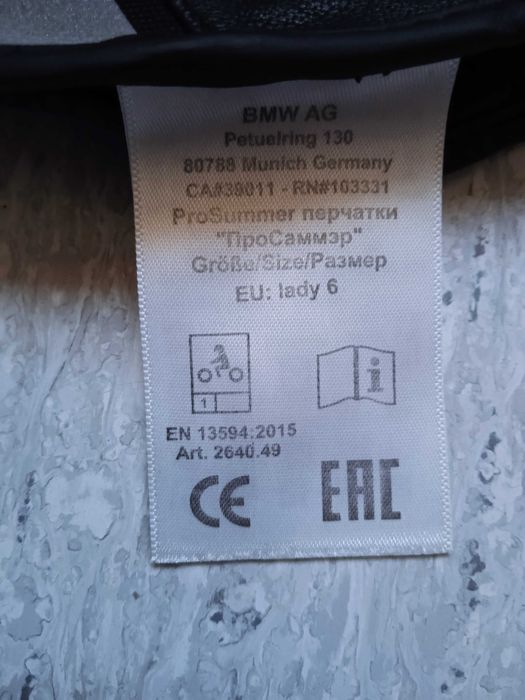 BMW AG
Petuelring 130
80788 Munich Germany
CA#39011 - RN#103331
ProSummer перчатки
"ПроСаммэр"
Größe/Size/Размер
EU: lady 6
i
1
EN 13594:2015
Art. 2640.49
CE
EAC